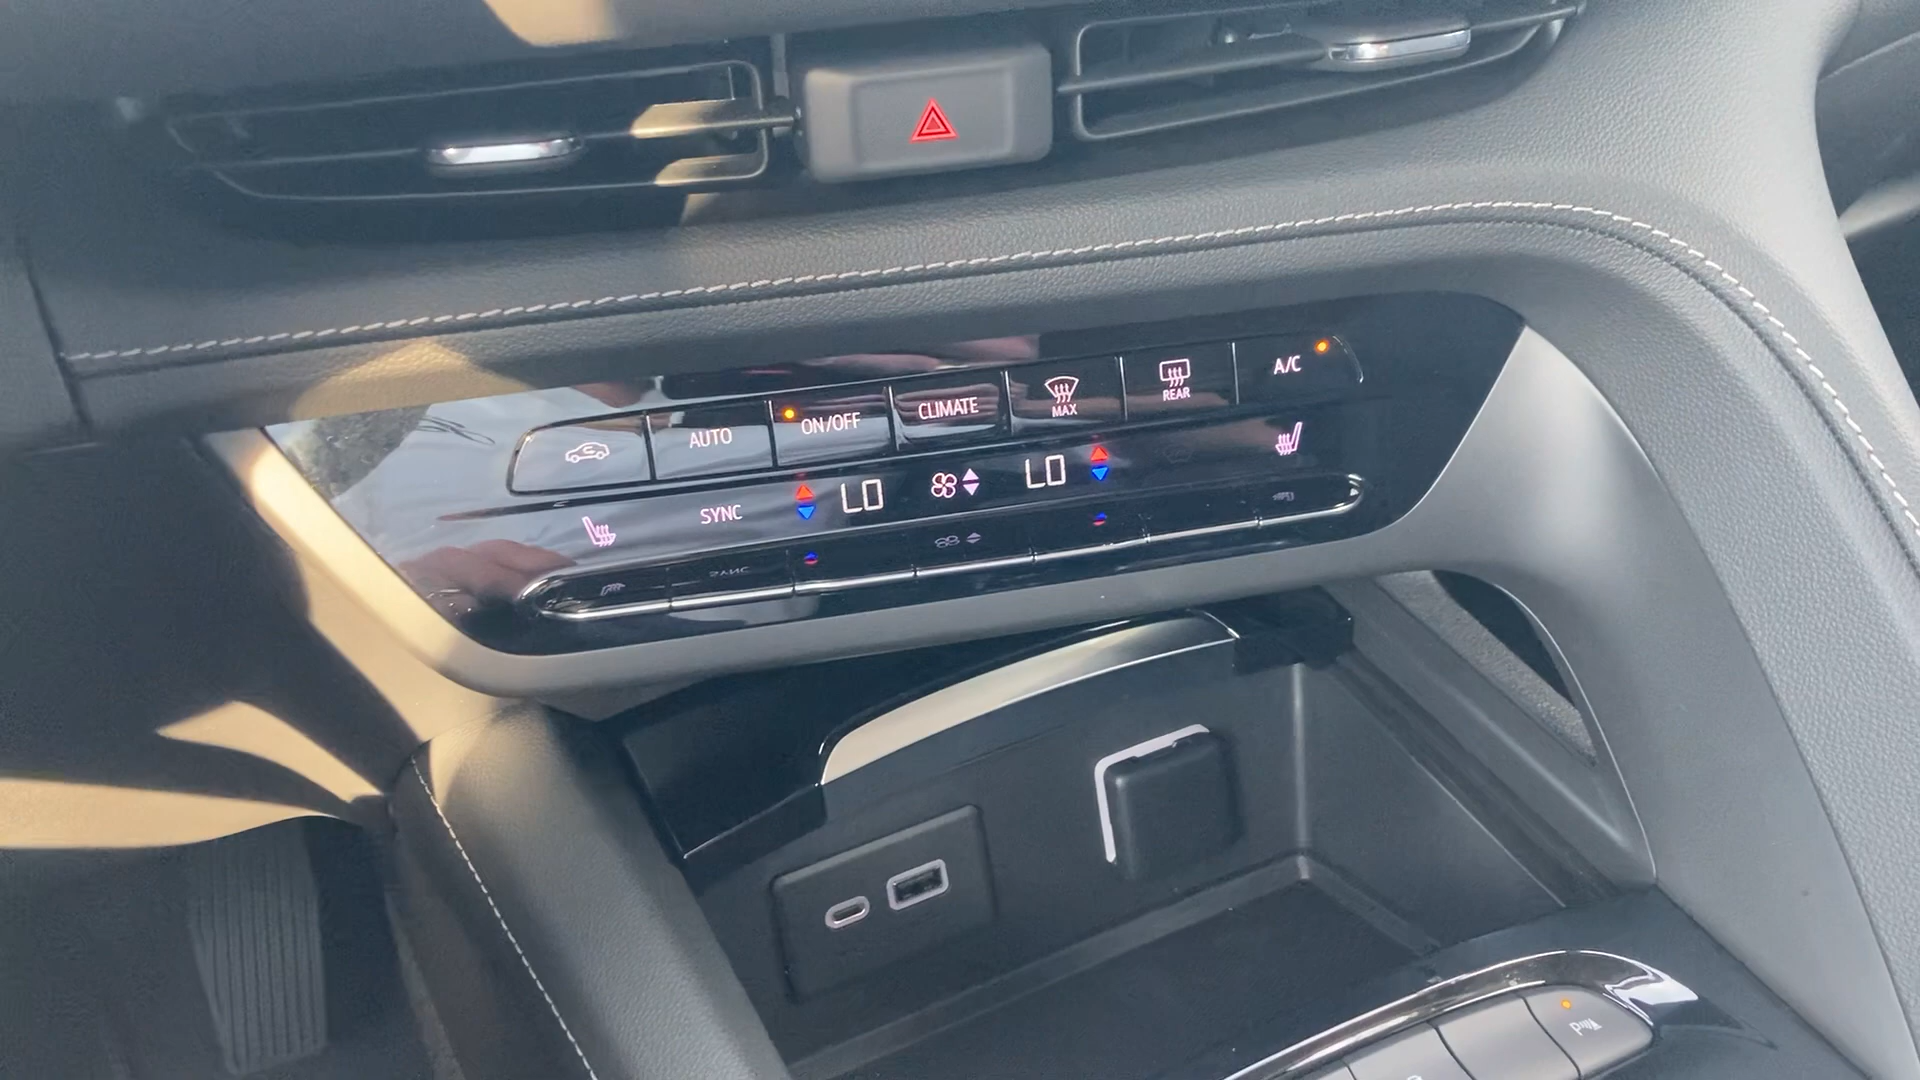 AUTO
ON/OFF
CLIMATE
MAX
REAR
A/C
SYNC
LO
LO
P